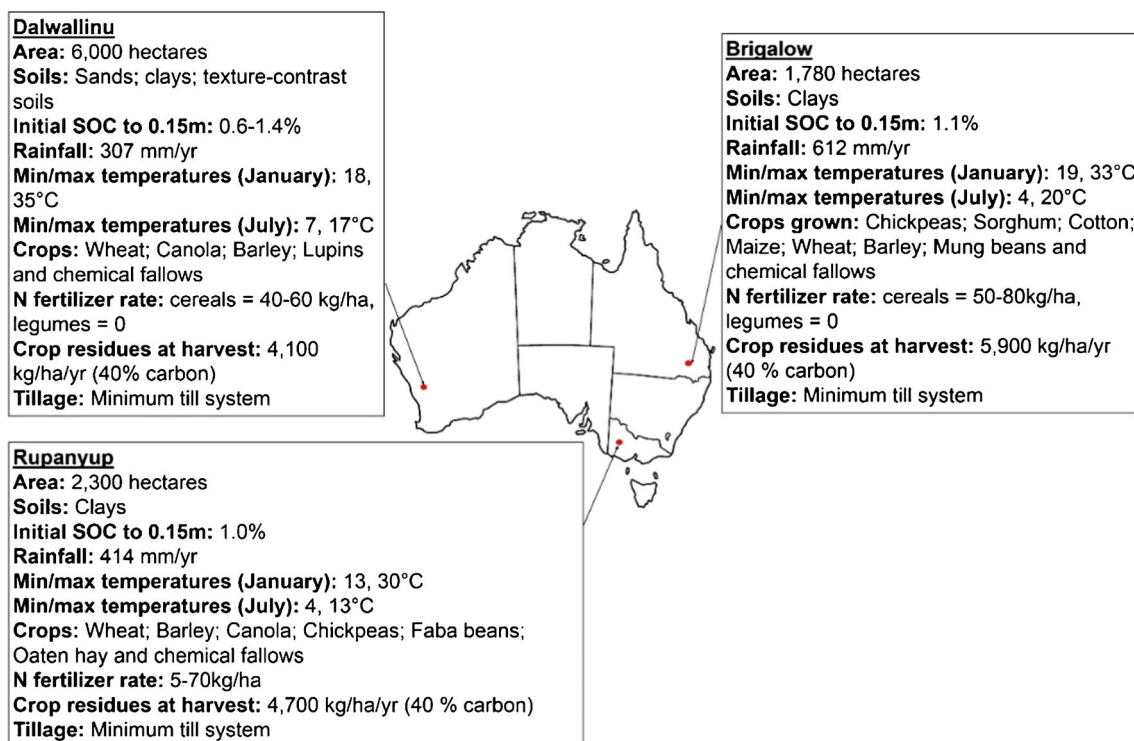 Dalwallinu
Area: 6,000 hectares
Soils: Sands; clays; texture-contrast
soils
Initial SOC to 0.15m: 0.6-1.4%
Rainfall: 307 mm/yr
Min/max temperatures (January): 18,
35°C
Min/max temperatures (July): 7, 17°C
Crops: Wheat; Canola; Barley; Lupins
and chemical fallows
N fertilizer rate: cereals = 40-60 kg/ha,
legumes = 0
Crop residues at harvest: 4,100
kg/ha/yr (40% carbon)
Tillage: Minimum till system
Brigalow
Area: 1,780 hectares
Soils: Clays
Initial SOC to 0.15m: 1.1%
Rainfall: 612 mm/yr
Min/max temperatures (January): 19, 33°C
Min/max temperatures (July): 4, 20°C
Crops grown: Chickpeas; Sorghum; Cotton;
Maize; Wheat; Barley; Mung beans and
chemical fallows
N fertilizer rate: cereals = 50-80kg/ha,
legumes = 0
Crop residues at harvest: 5,900 kg/ha/yr
(40 % carbon)
Tillage: Minimum till system
Rupanyup
Area: 2,300 hectares
Soils: Clays
Initial SOC to 0.15m: 1.0%
Rainfall: 414 mm/yr
Min/max temperatures (January): 13, 30°C
Min/max temperatures (July): 4, 13°C
Crops: Wheat; Barley; Canola; Chickpeas; Faba beans;
Oaten hay and chemical fallows
N fertilizer rate: 5-70kg/ha
Crop residues at harvest: 4,700 kg/ha/yr (40 % carbon)
Tillage: Minimum till system